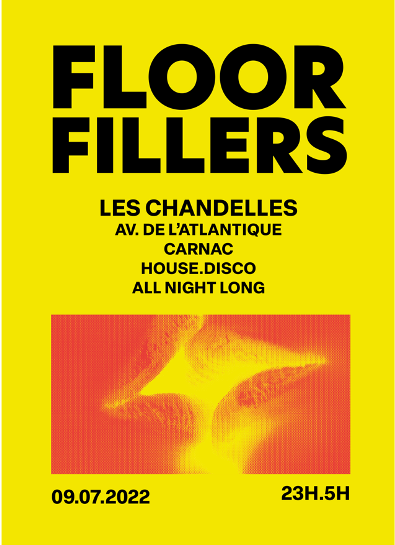 FLOOR
FILLERS
LES CHANDELLES
AV. DE L'ATLANTIQUE
CARNAC
HOUSE.DISCO
ALL NIGHT LONG
09.07.2022
23H.5H